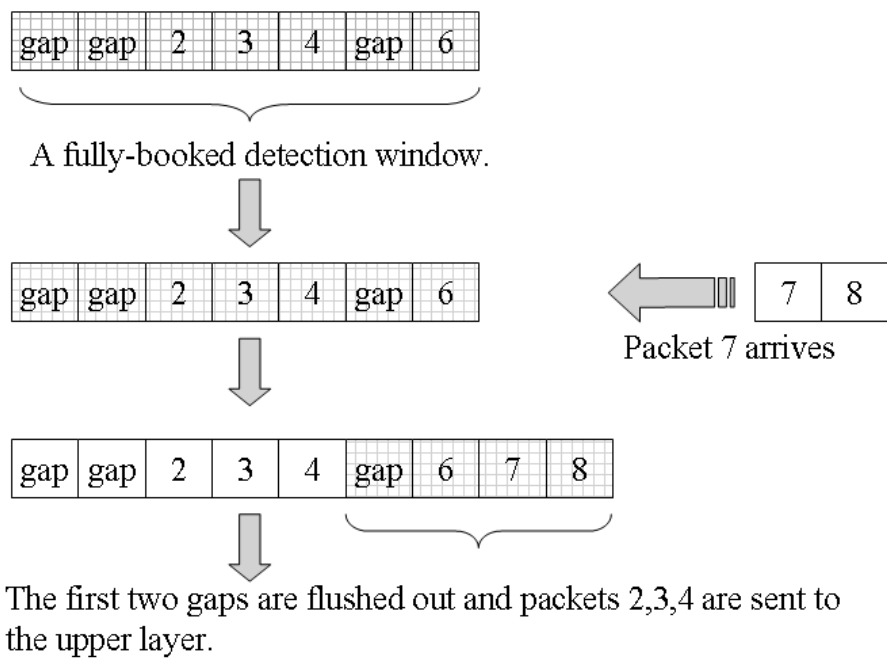 gap gap 2 3 4 gap 6
A fully-booked detection window.
gap gap 2 3 4 gap 6
7 8
Packet 7 arrives
gap gap 2 3 4 gap 6 7 8
The first two gaps are flushed out and packets 2,3,4 are sent to
the upper layer.